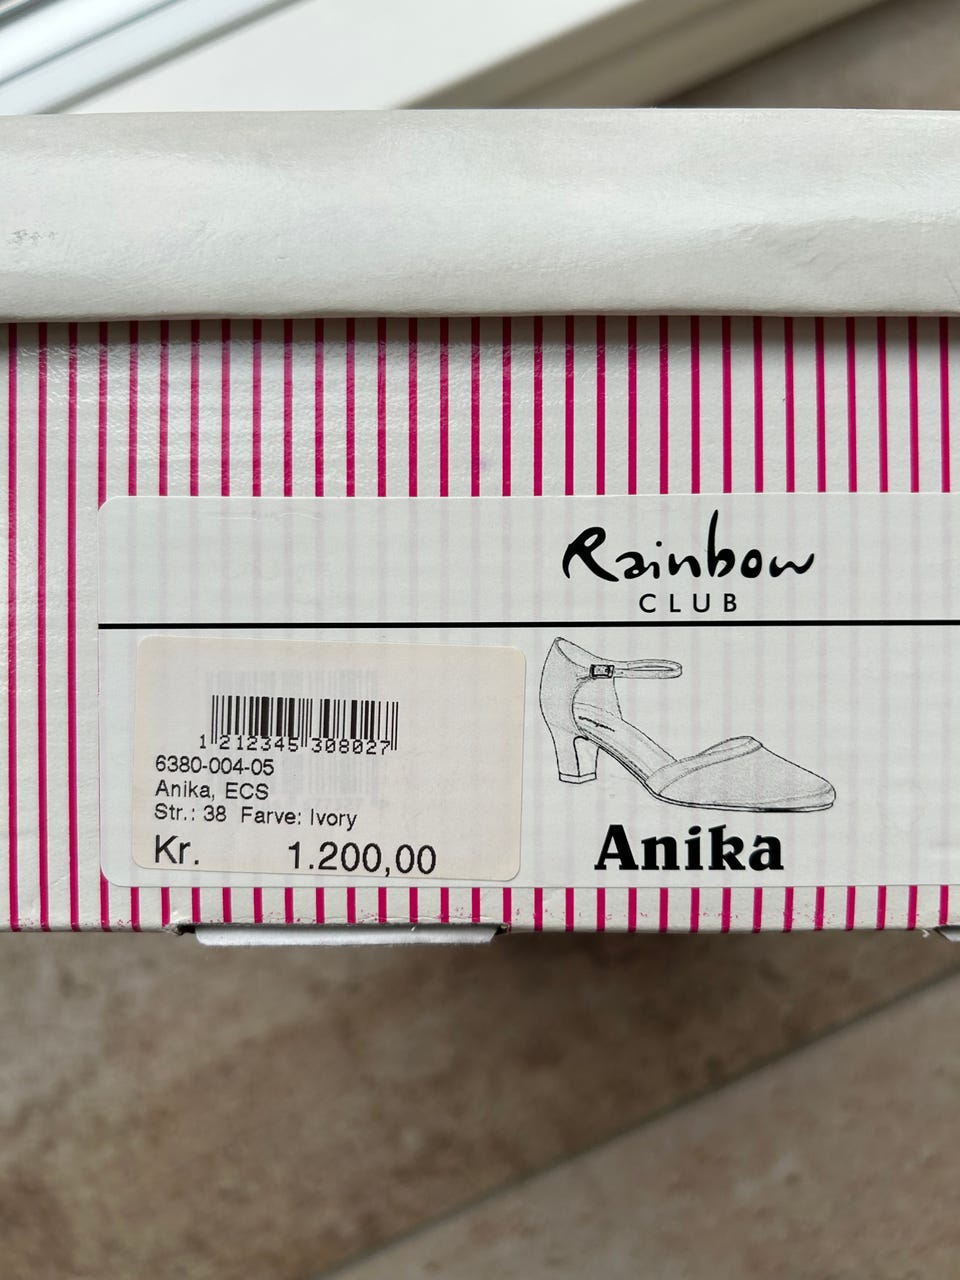 Rainbow
CLUB
1 212345 308027
6380-004-05
Anika, ECS
Str.: 38 Farve: Ivory
Kr. 1.200,00
Anika